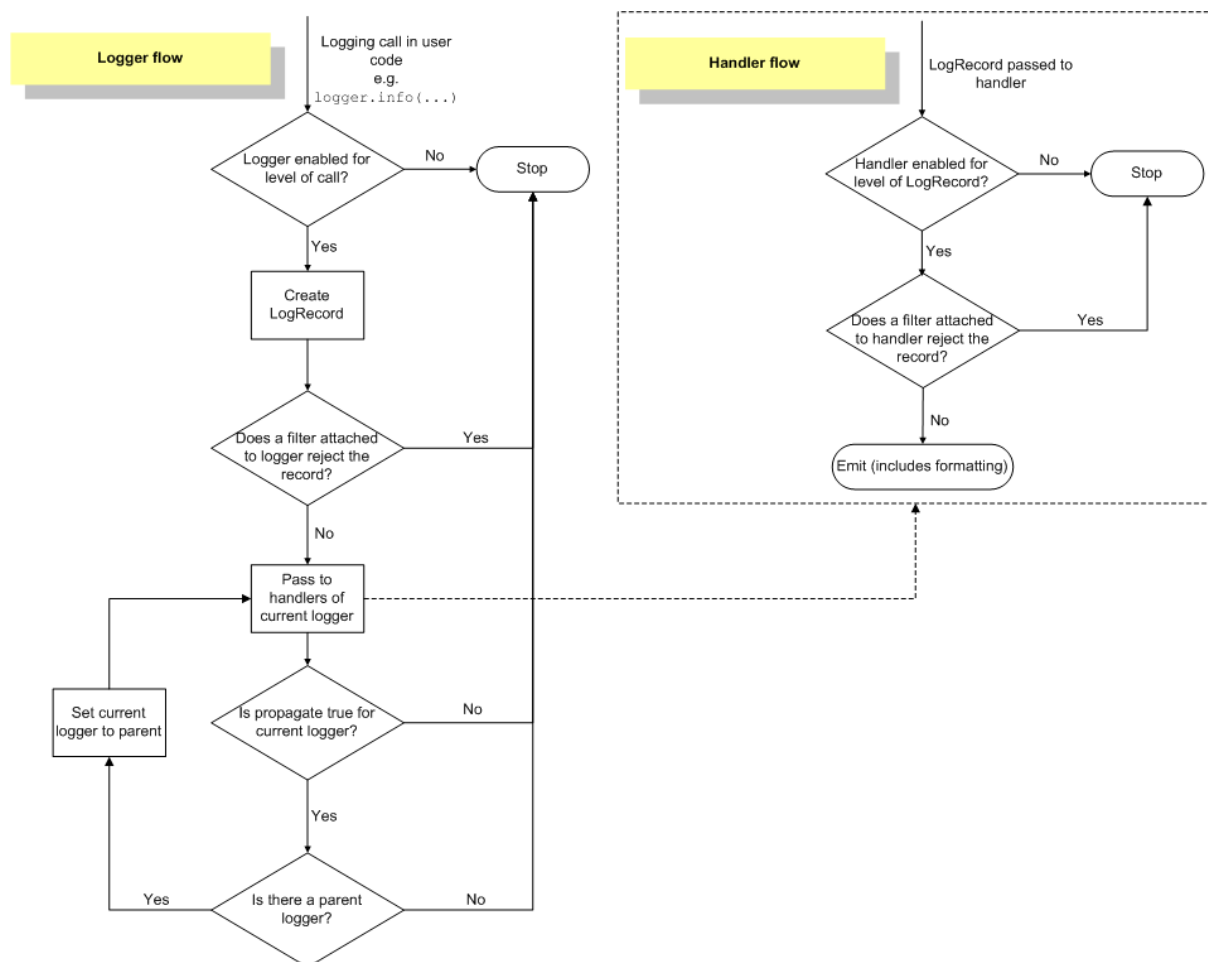 Logger flow
Logging call in user
code
e.g.
logger.info(...)
Logger enabled for
level of call?
No
Stop
Yes
Create
LogRecord
Does a filter attached
to logger reject the
record?
Yes
No
Pass to
handlers of
current logger
Set current
logger to parent
Is propagate true for
current logger?
No
Yes
Is there a parent
logger?
Yes
No
Handler flow
LogRecord passed to
handler
Handler enabled for
level of LogRecord?
No
Stop
Yes
Does a filter attached
to handler reject the
record?
Yes
No
Emit (includes formatting)